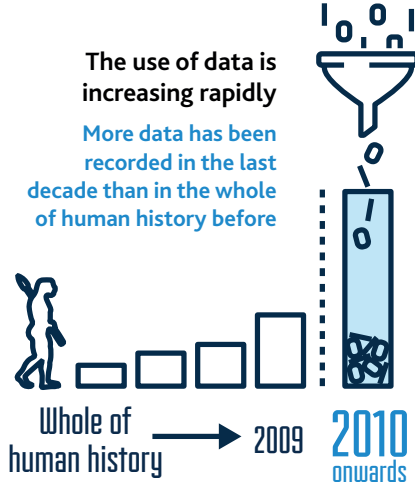 The use of data is
increasing rapidly
More data has been
recorded in the last
decade than in the whole
of human history before
Whole of
human history
2009
2010
onwards